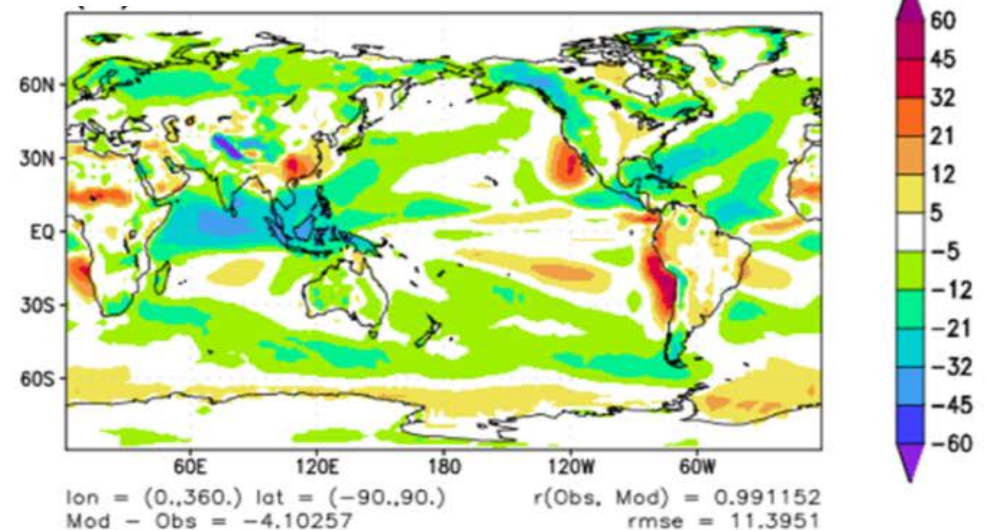 60N
30N
EQ
30S
60S
60E 120E 180 120W 60W
60
45
32
21
12
5
−5
−12
−21
−32
−45
−60
lon = (0.,360.) lat = (−90.,90.) r(Obs, Mod) = 0.991152
Mod − Obs = −4.10257 rmse = 11.3951